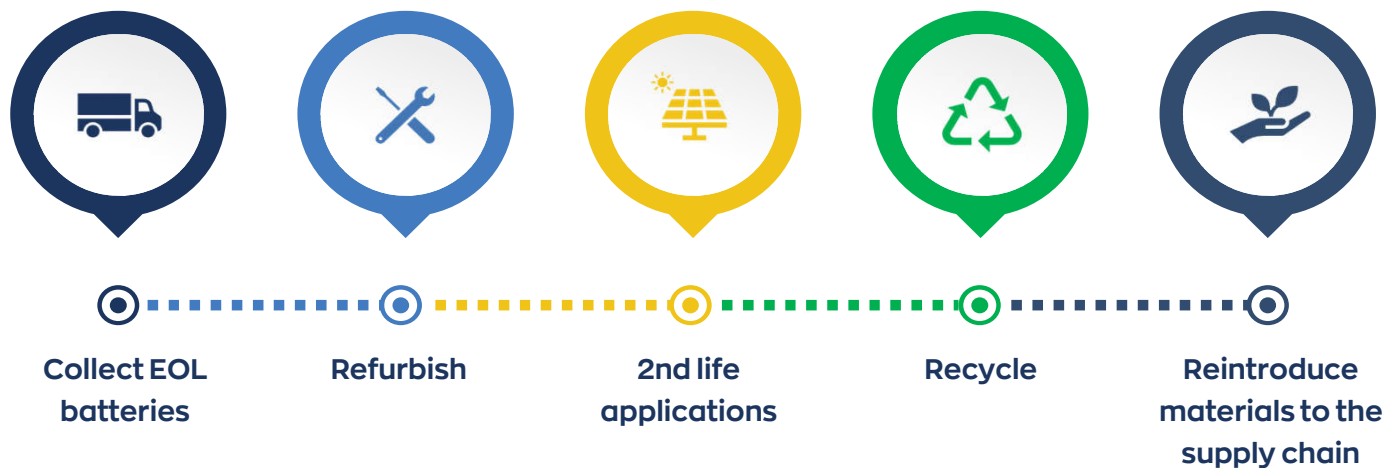 Collect EOL
batteries
Refurbish
2nd life
applications
Recycle
Reintroduce
materials to the
supply chain